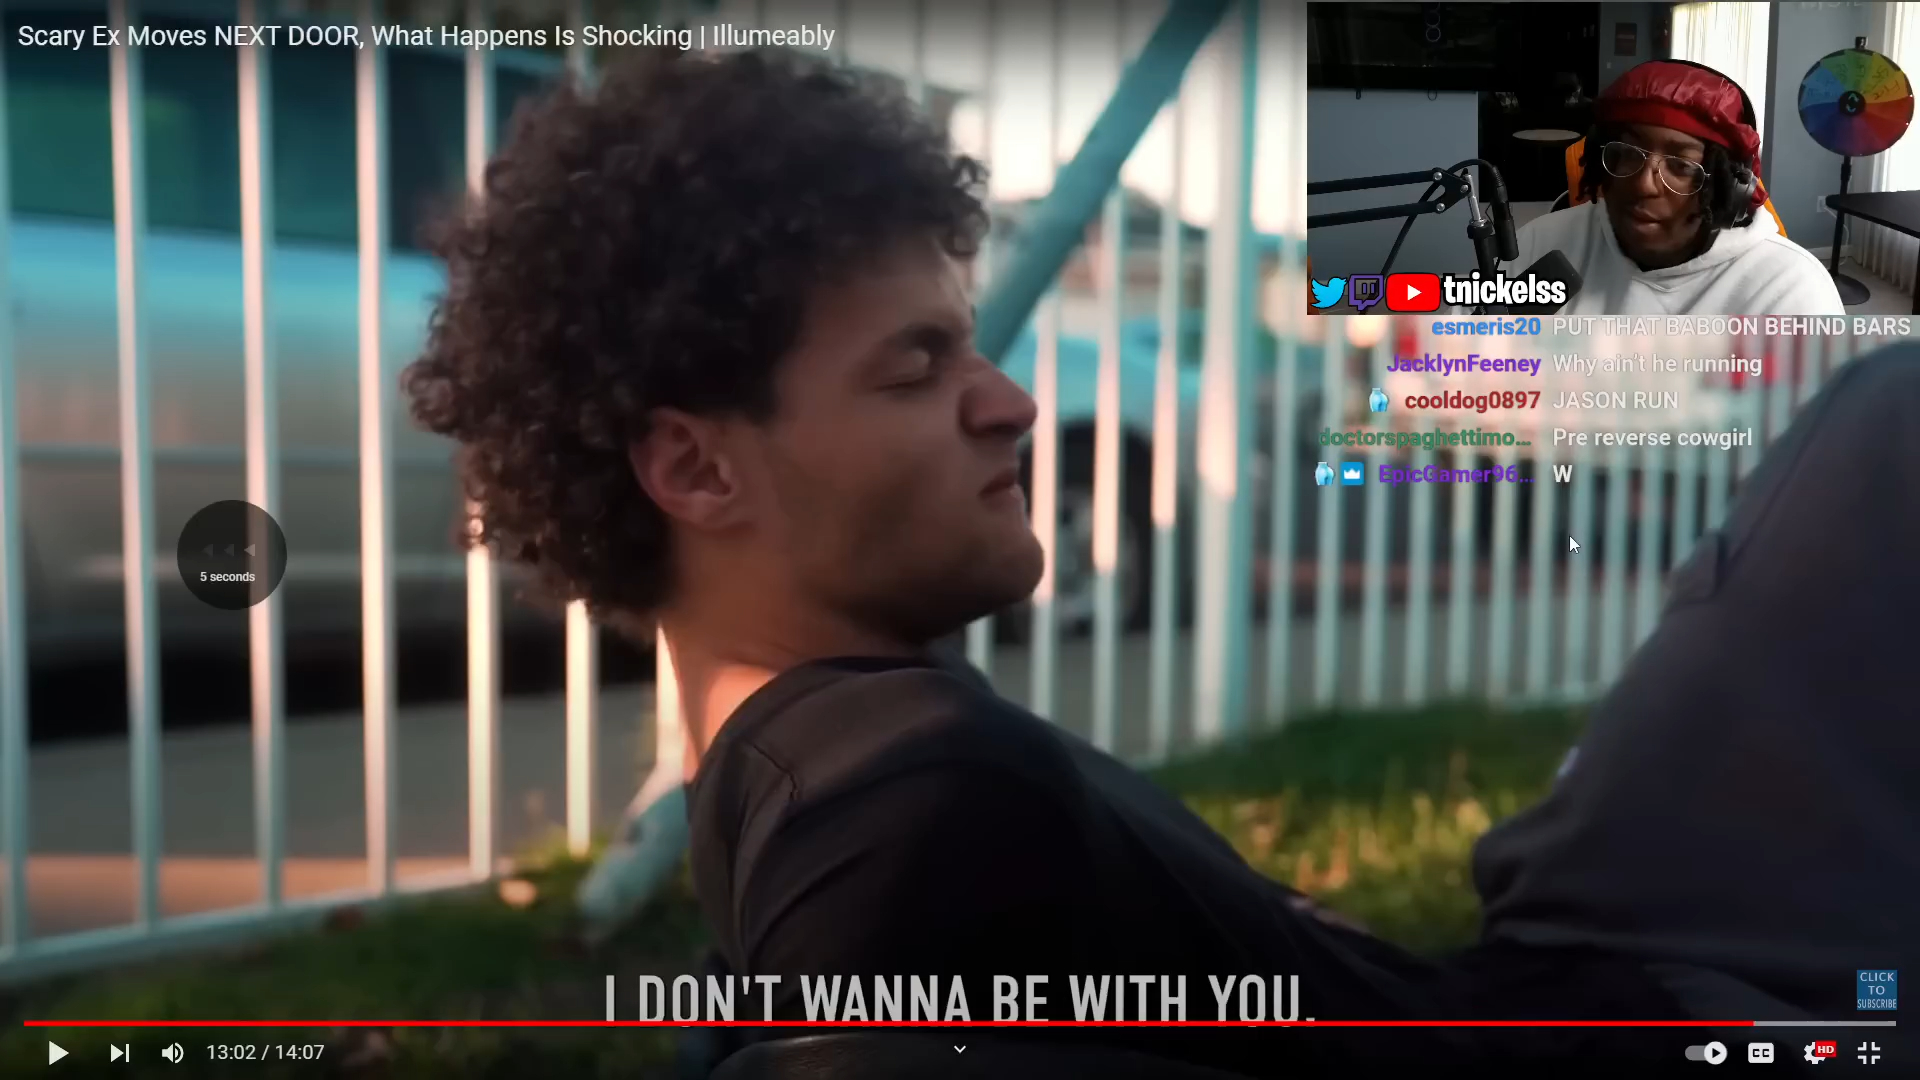 Scary Ex Moves NEXT DOOR, What Happens Is Shocking | Illumeably
tnickelss
esmeris20 PUT THAT BABOON BEHIND BARS
JacklynFeeney Why ain't he running
cooldog0897 JASON RUN
doctorspaghettimo... Pre reverse cowgirl
EpicGamer96... W
5 seconds
I DON'T WANNA BE WITH YOU.
CLICK
TO
SUBSCRIBE
13:02 / 14:07
CC
HD